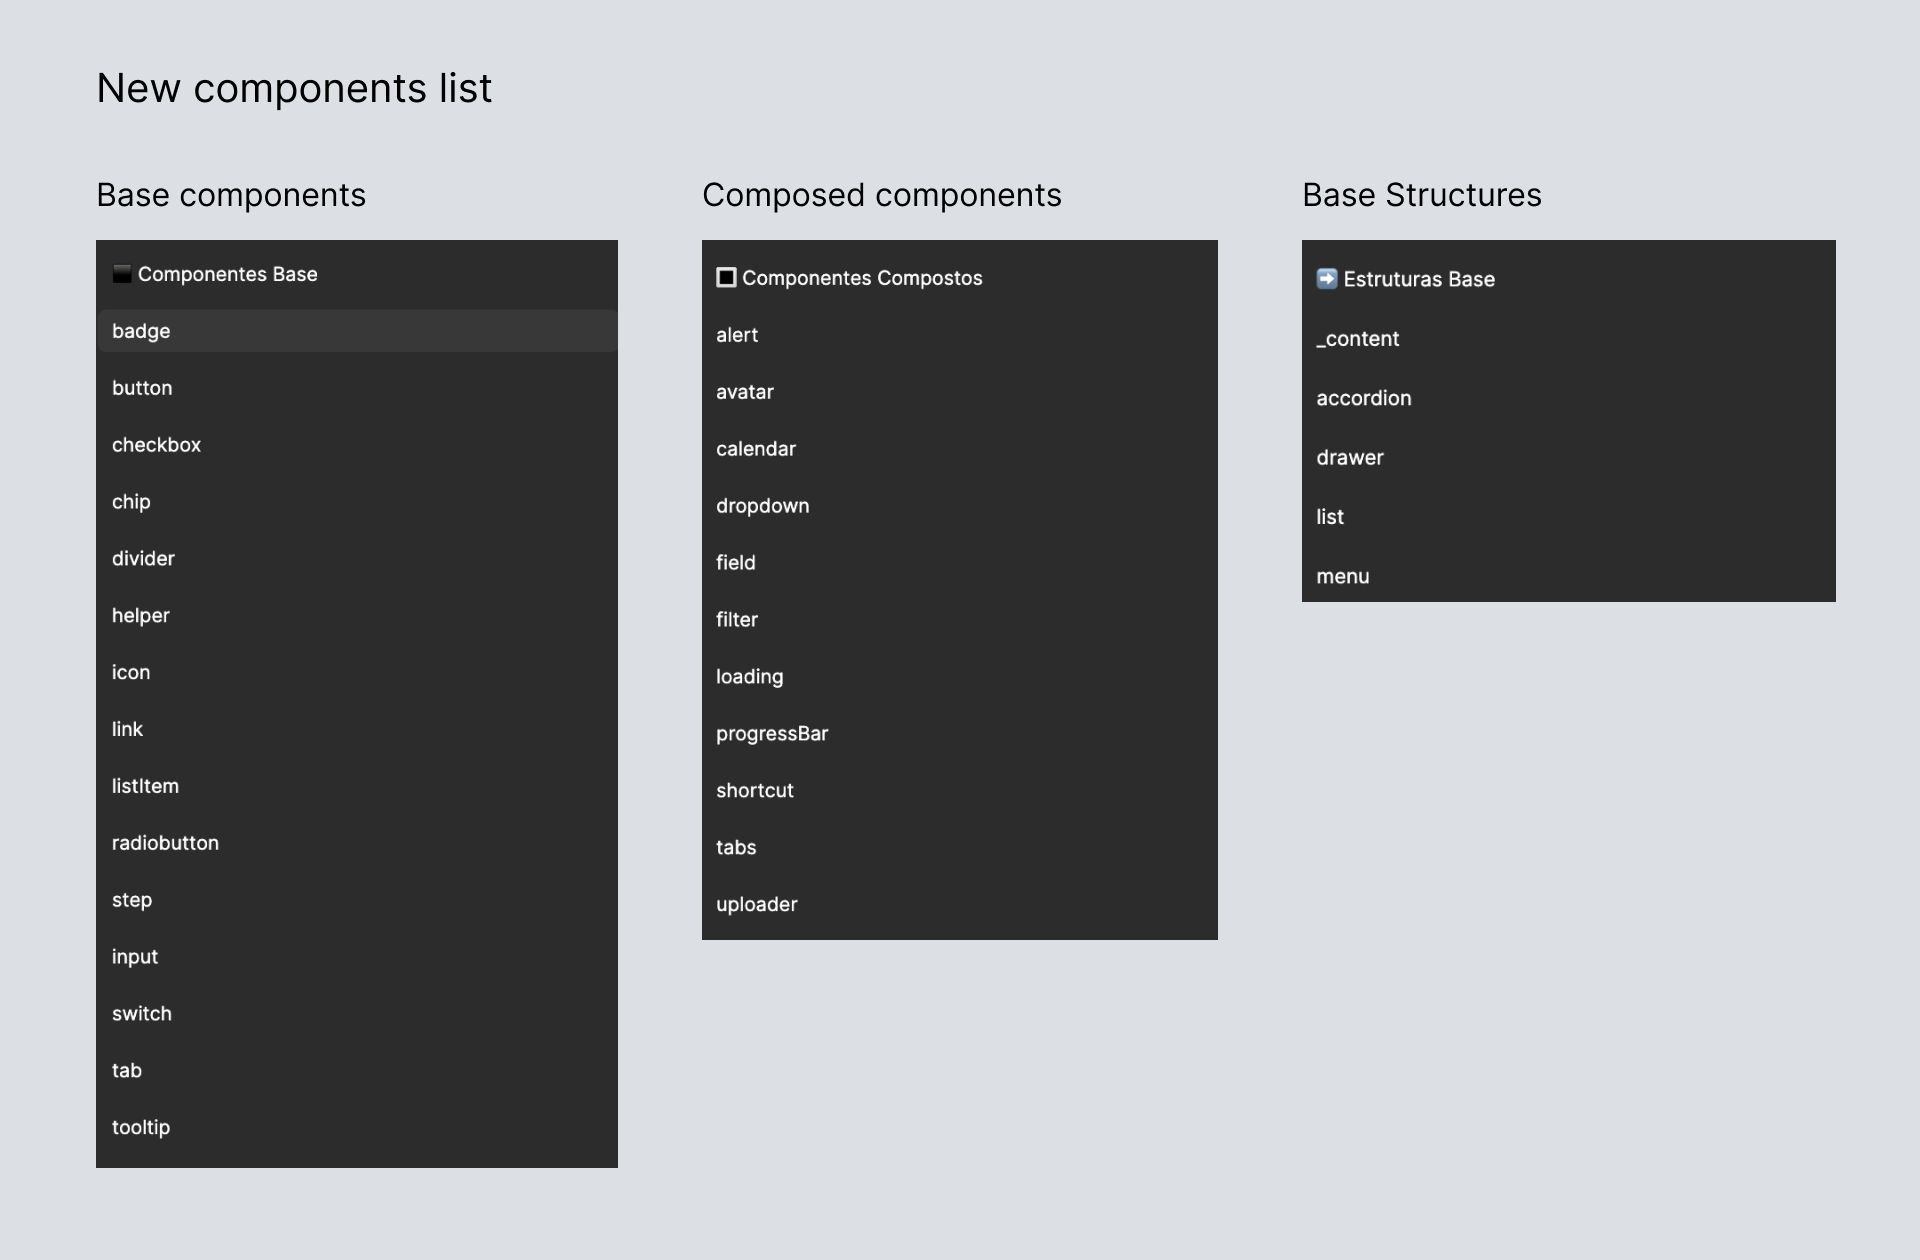 New components list
Base components
Componentes Base
badge
button
checkbox
chip
divider
helper
icon
link
listItem
radiobutton
step
input
switch
tab
tooltip
Composed components
Componentes Compostos
alert
avatar
calendar
dropdown
field
filter
loading
progressBar
shortcut
tabs
uploader
Base Structures
Estruturas Base
_content
accordion
drawer
list
menu